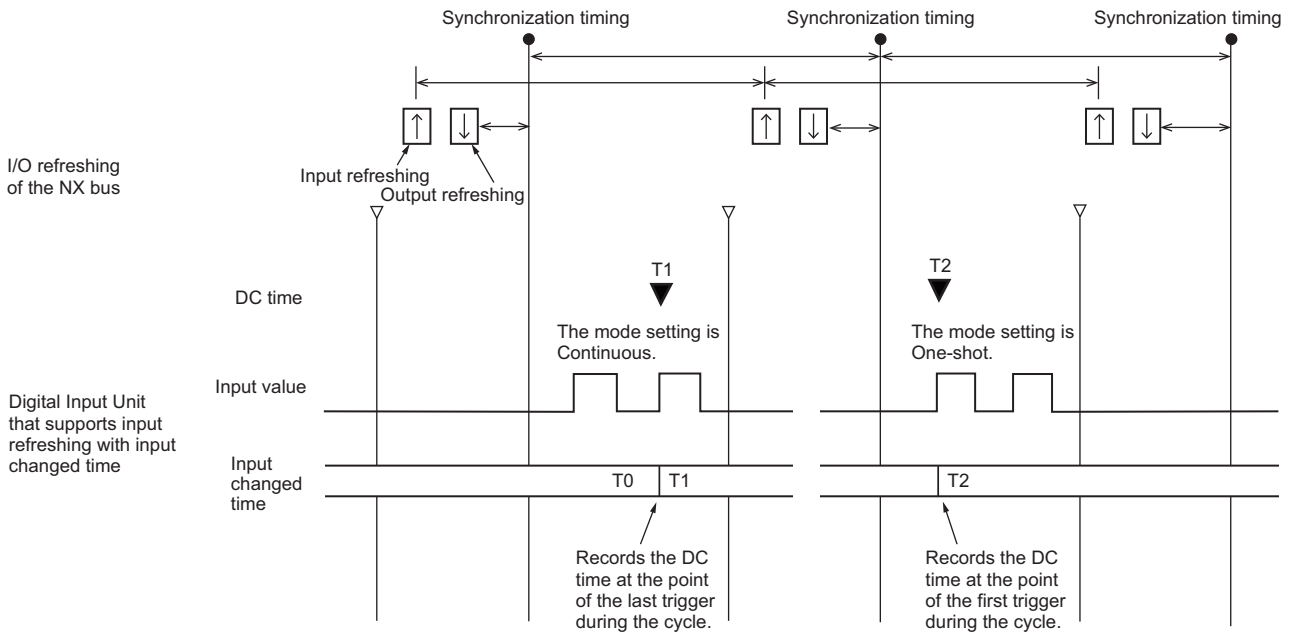 Synchronization timing
Synchronization timing
Synchronization timing
I/O refreshing
of the NX bus
Input refreshing
Output refreshing
T1
T2
DC time
The mode setting is
Continuous.
The mode setting is
One-shot.
Digital Input Unit
that supports input
refreshing with input
changed time
Input value
Input
changed
time
T0
T1
T2
Records the DC
time at the point
of the last trigger
during the cycle.
Records the DC
time at the point
of the first trigger
during the cycle.